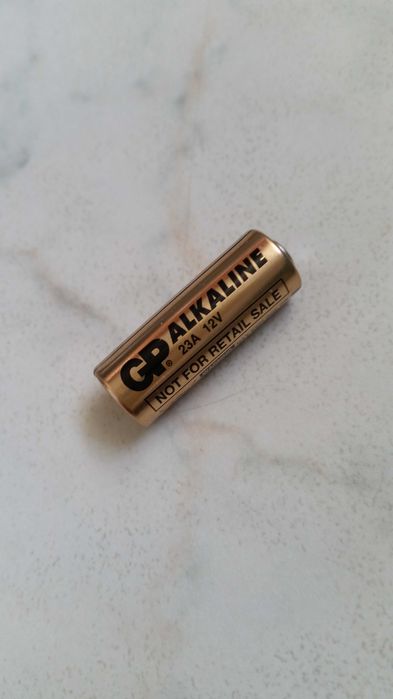 GP® ALKALINE
23A 12V
NOT FOR RETAIL SALE